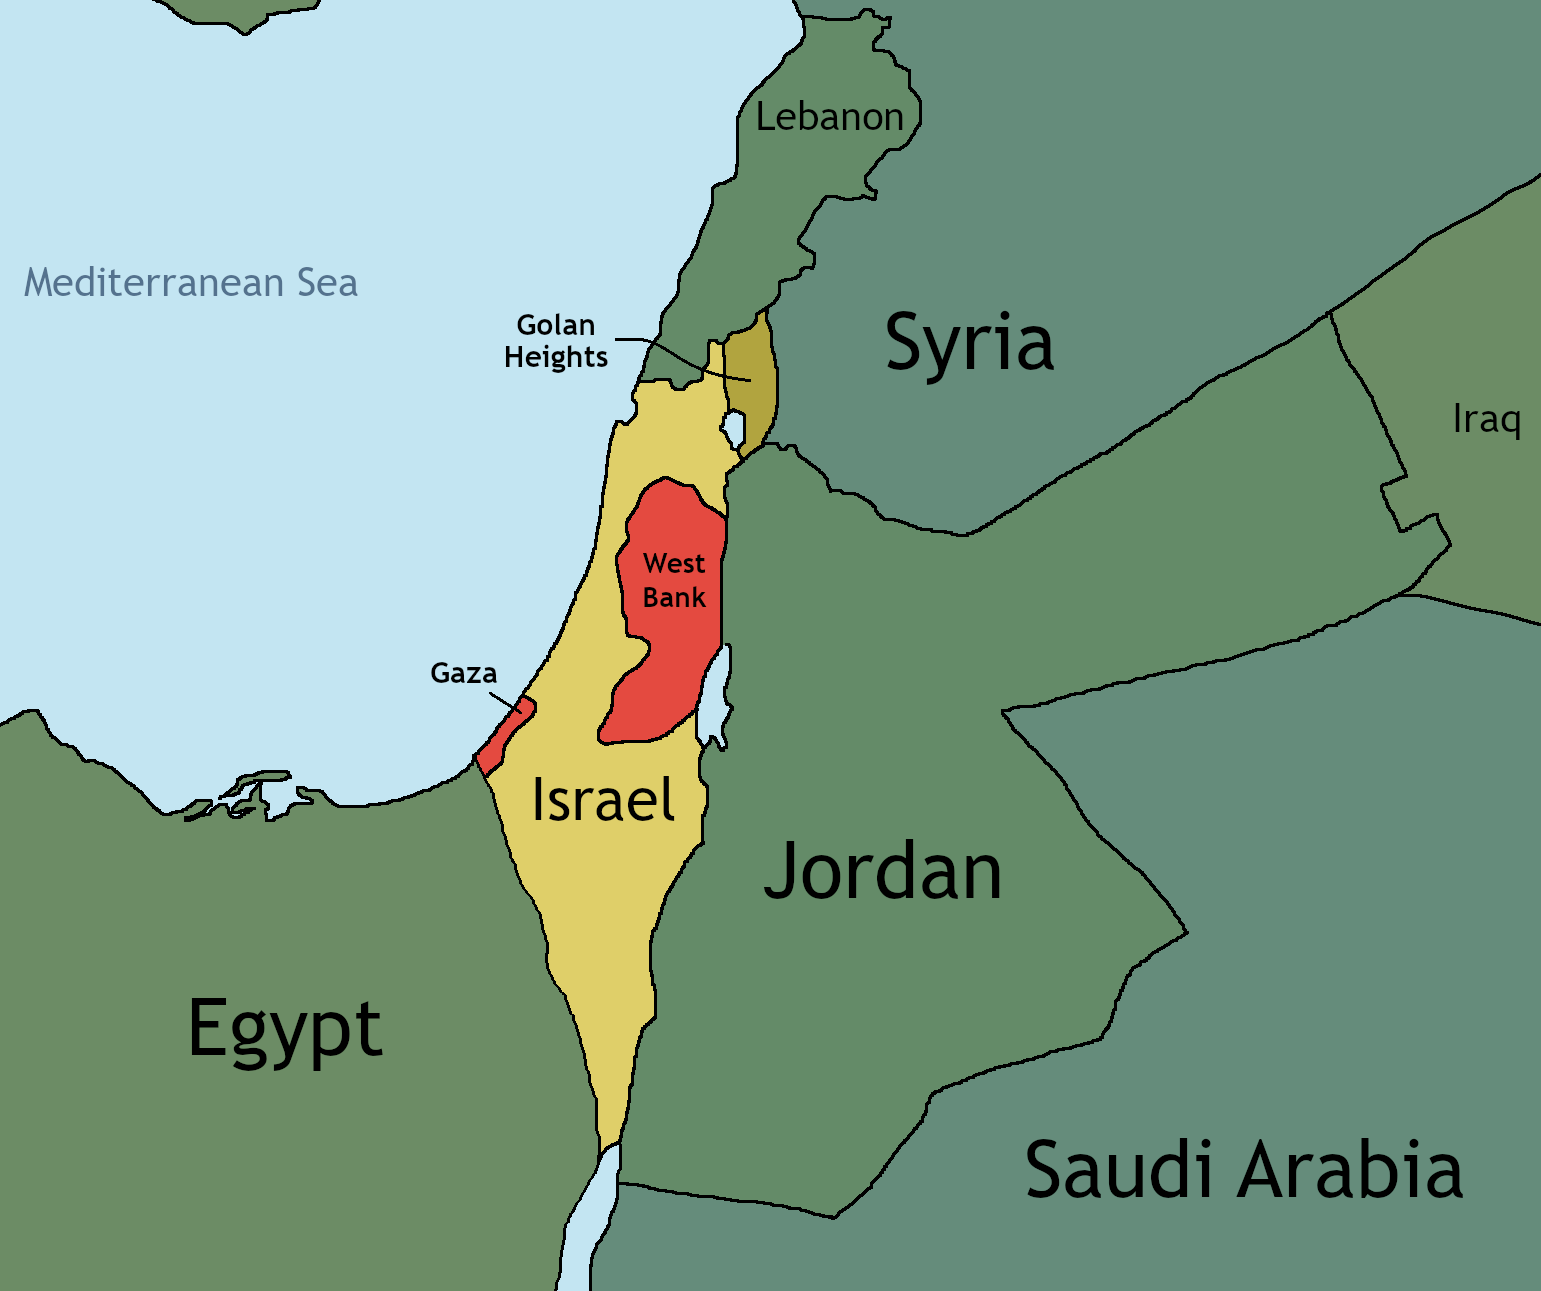 Lebanon
Mediterranean Sea
Golan
Heights
Syria
Iraq
West
Bank
Gaza
Israel
Jordan
Egypt
Saudi Arabia